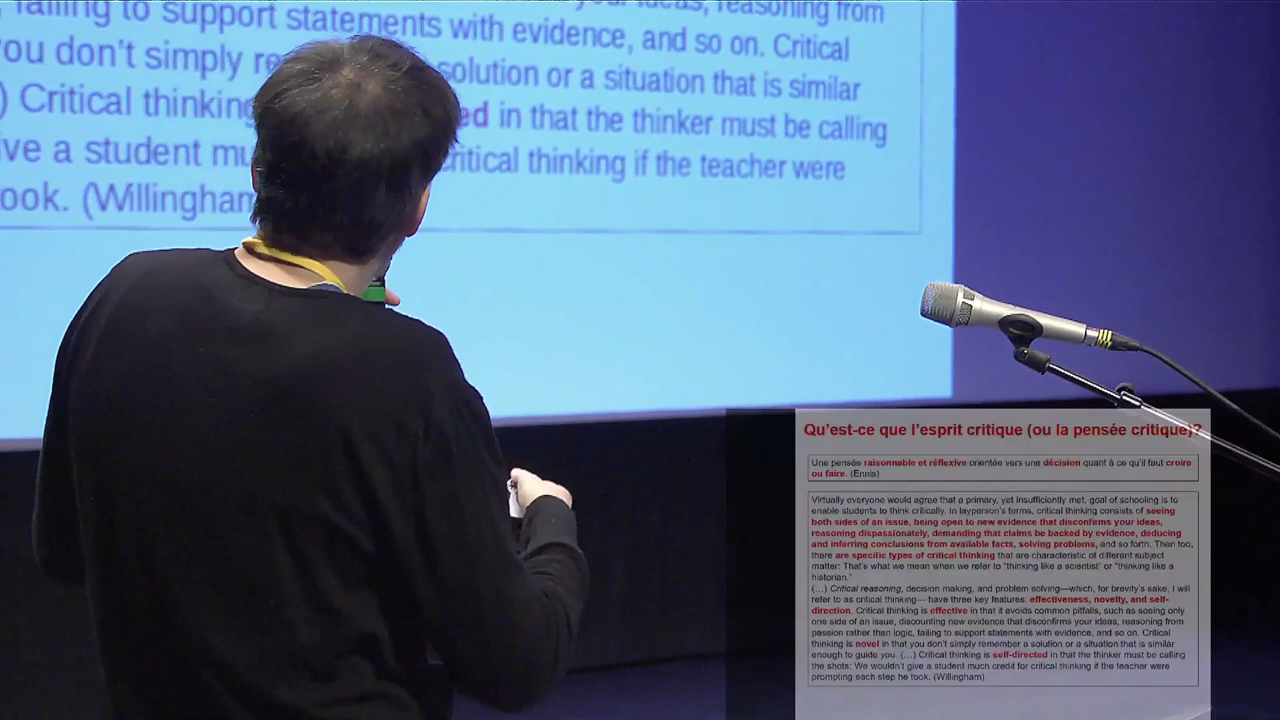 failing to support statements with evidence, and so on. Critical
you don't simply solution or a situation that is similar
) Critical thinking ed in that the thinker must be calling
ive a student critical thinking if the teacher were
ook. (Willingham
Qu'est-ce que l'esprit critique (ou la pensée critique)?
Une pensée raisonnable et réflexive orientée vers une décision quant à ce qu'il faut croire
ou faire. (Ennis)
Virtually everyone would agree that a primary, yet insufficiently met, goal of schooling is to
enable students to think critically. In layperson's terms, critical thinking consists of seeing
both sides of an issue, being open to new evidence that disconfirms your ideas,
reasoning dispassionately, demanding that claims be backed by evidence, deducing
and inferring conclusions from available facts, solving problems, and so forth. Then too,
there are specific types of critical thinking that are characteristic of different subject
matter: That's what we mean when we refer to "thinking like a scientist" or "thinking like a
historian."
(...) Critical reasoning, decision making, and problem solving—which, for brevity's sake, I will
refer to as critical thinking— have three key features: effectiveness, novelty, and self-
direction. Critical thinking is effective in that it avoids common pitfalls, such as seeing only
one side of an issue, discounting new evidence that disconfirms your ideas, reasoning from
passion rather than logic, failing to support statements with evidence, and so on. Critical
thinking is novel in that you don't simply remember a solution or a situation that is similar
enough to guide you. (...) Critical thinking is self-directed in that the thinker must be calling
the shots: We wouldn't give a student much credit for critical thinking if the teacher were
prompting each step he took. (Willingham)